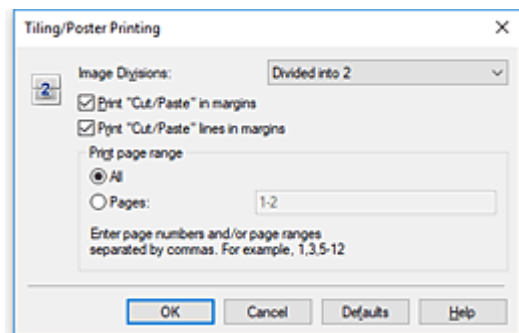 Tiling/Poster Printing
Image Divisions: Divided into 2
2
Print "Cut/Paste" in margins
Print "Cut/Paste" lines in margins
Print page range
All
Pages: 1-2
Enter page numbers and/or page ranges
separated by commas. For example, 1,3,5-12
OK Cancel Defaults Help